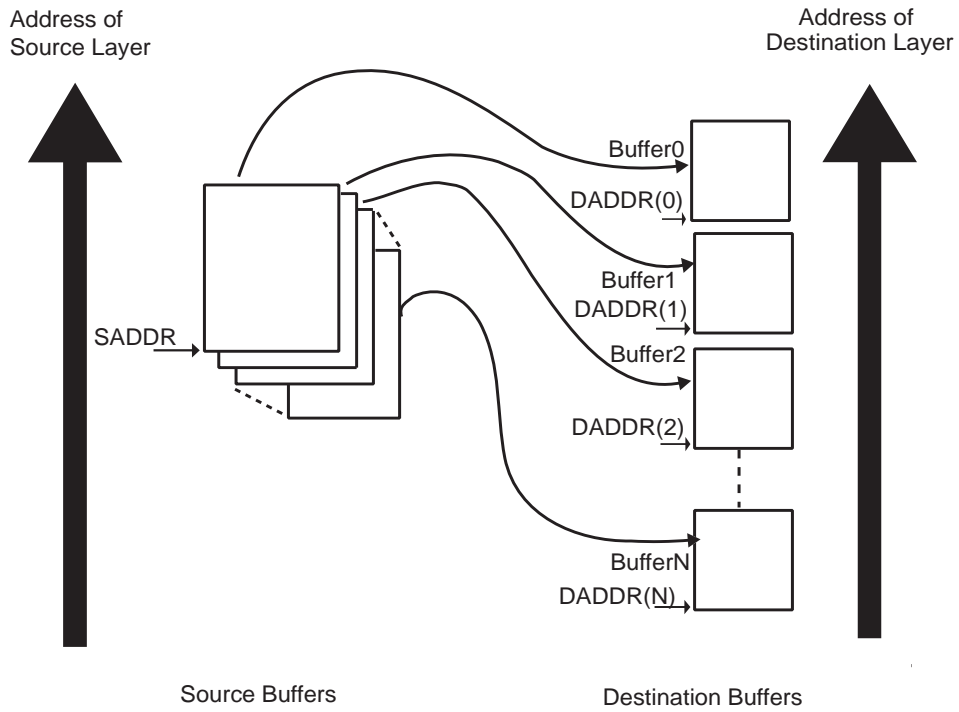 Address of
Source Layer
Address of
Destination Layer
Buffer0
DADDR(0)
Buffer1
DADDR(1)
SADDR
Buffer2
DADDR(2)
BufferN
DADDR(N)
Source Buffers
Destination Buffers